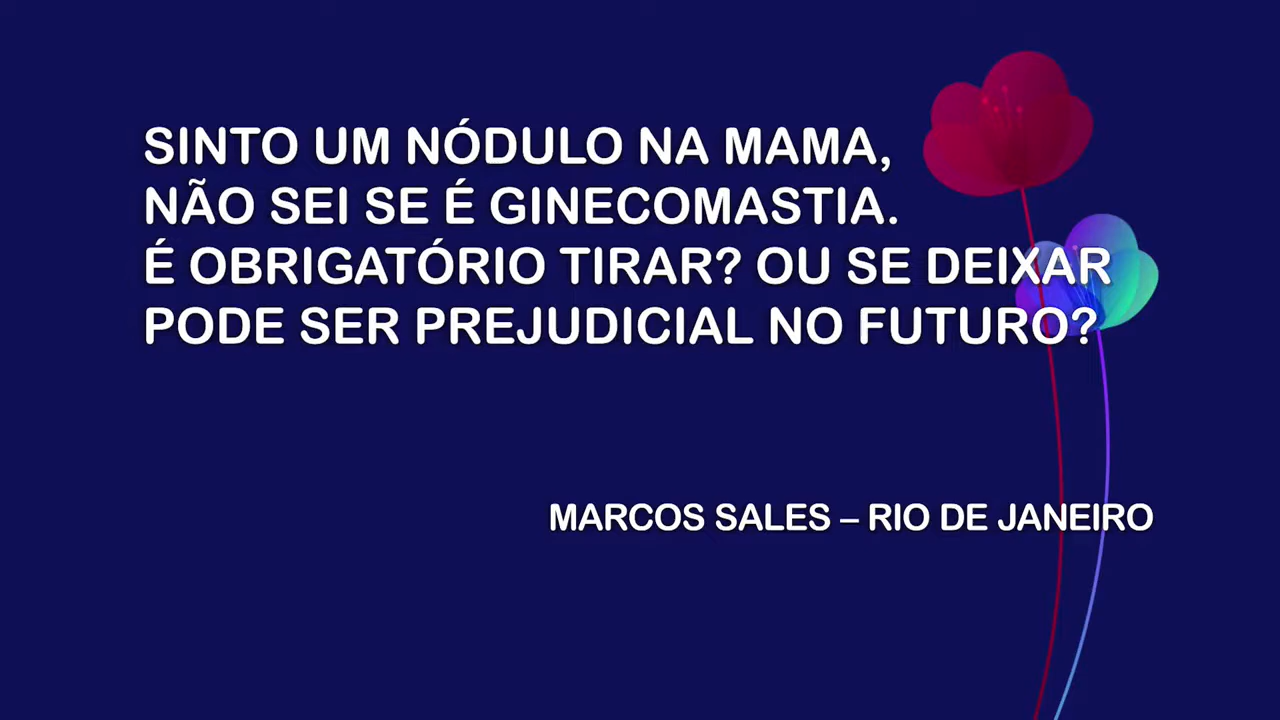 SINTO UM NÓDULO NA MAMA,
NÃO SEI SE É GINECOMASTIA.
É OBRIGATÓRIO TIRAR? OU SE DEIXAR
PODE SER PREJUDICIAL NO FUTURO?
MARCOS SALES – RIO DE JANEIRO